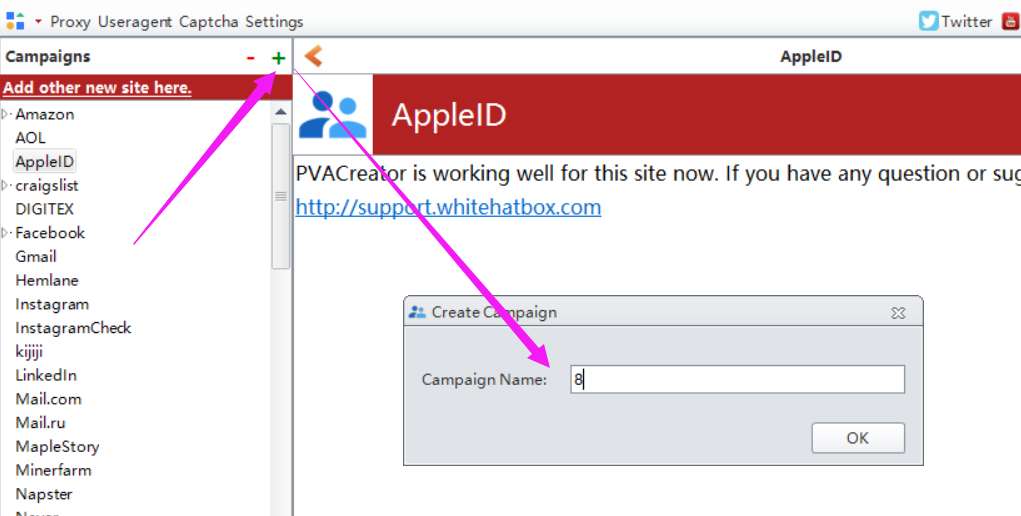 Proxy Useragent Captcha Settings
Twitter
You
Campaigns - +
AppleID
Add other new site here.
Amazon
AOL
AppleID
craigslist
DIGITEX
Facebook
Gmail
Hemlane
Instagram
InstagramCheck
kijiji
LinkedIn
Mail.com
Mail.ru
MapleStory
Minerfarm
Napster
AppleID
PVACreator is working well for this site now. If you have any question or sug
http://support.whitehatbox.com
Create Campaign
Campaign Name: 8
OK